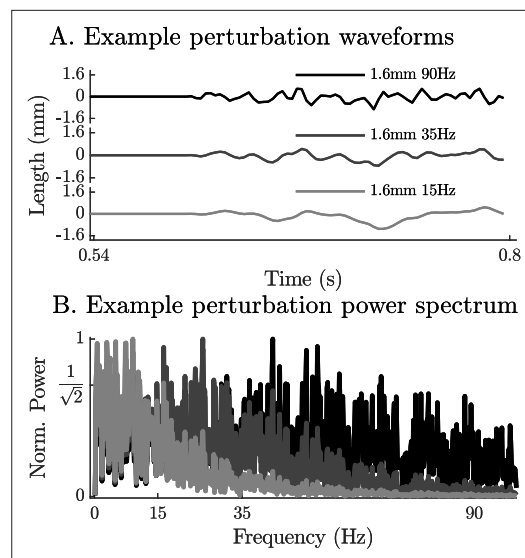 A. Example perturbation waveforms
1.6
0
-1.6
1.6mm 90Hz
1.6
0
-1.6
1.6mm 35Hz
1.6
0
-1.6
1.6mm 15Hz
Length (mm)
0.54
0.8
Time (s)
B. Example perturbation power spectrum
1
1
√2
0
Norm. Power
0
15
35
90
Frequency (Hz)